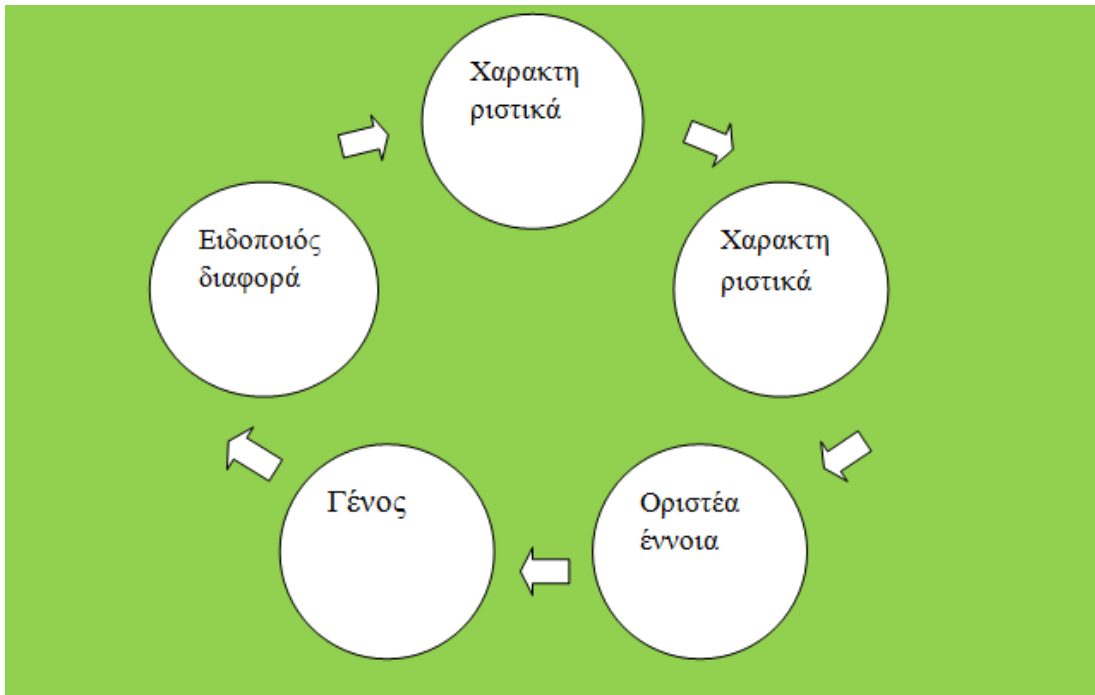 Χαρακτη
ριστικά
Ειδοποιός
διαφορά
Χαρακτη
ριστικά
Γένος
Οριστέα
έννοια